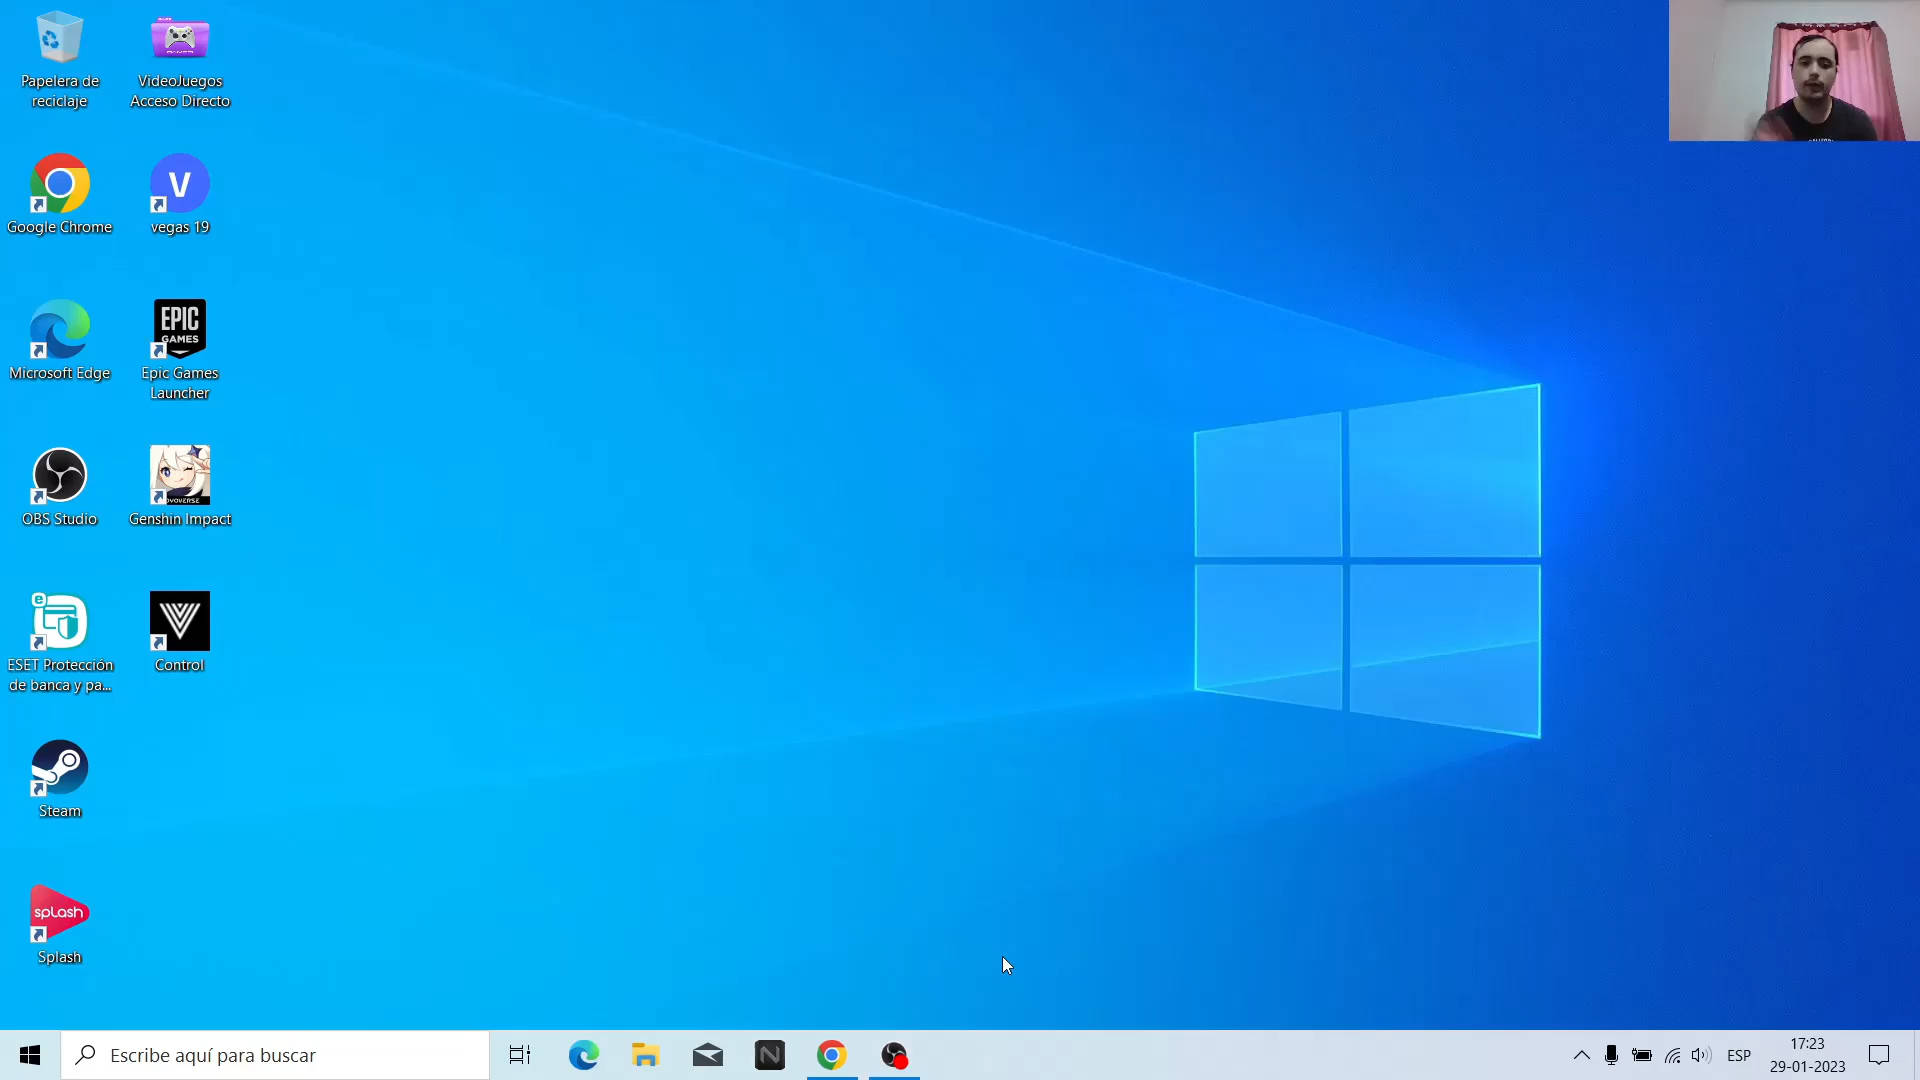 Papelera de
reciclaje
VideoJuegos
Acceso Directo
Google Chrome
V
vegas 19
Microsoft Edge
EPIC
GAMES
Epic Games
Launcher
OBS Studio
Genshin Impact
e
ESET Protección
de banca y pa...
Control
Steam
splash
Splash
Escribe aquí para buscar
N
ESP
17:23
29-01-2023